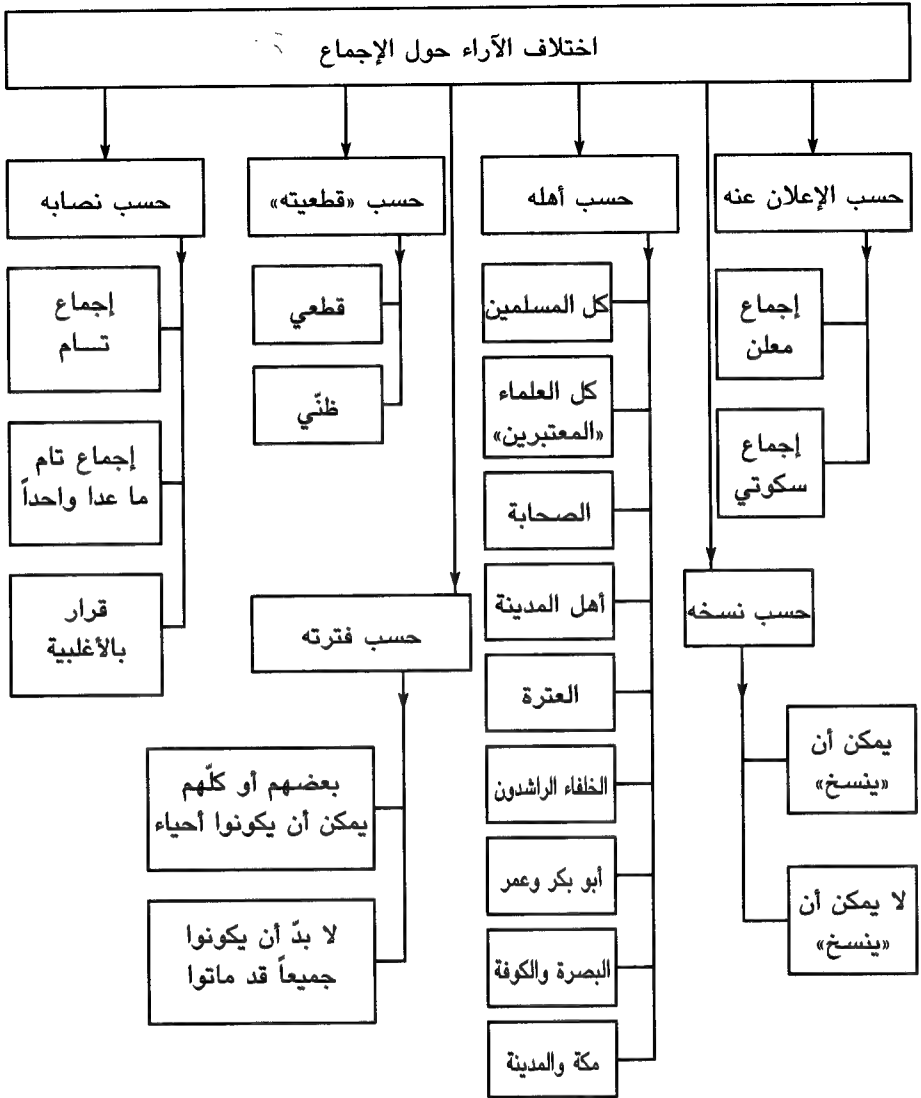 اختلاف الآراء حول الإجماع
حسب الإعلان عنه
إجماع
معلن
إجماع
سكوتي
حسب نسخه
يمكن أن
«ينسخ»
لا يمكن أن
«ينسخ»
حسب أهله
كل المسلمين
كل العلماء
«المعتبرين»
الصحابة
أهل المدينة
العترة
الخلفاء الراشدون
أبو بكر وعمر
البصرة والكوفة
مكة والمدينة
حسب «قطعيته»
قطعي
ظنّي
حسب فترته
بعضهم أو كلّهم
يمكن أن يكونوا أحياء
لا بدّ أن يكونوا
جميعاً قد ماتوا
حسب نصابه
إجماع
تـــام
إجماع تام
ما عدا واحداً
قرار
بالأغلبية